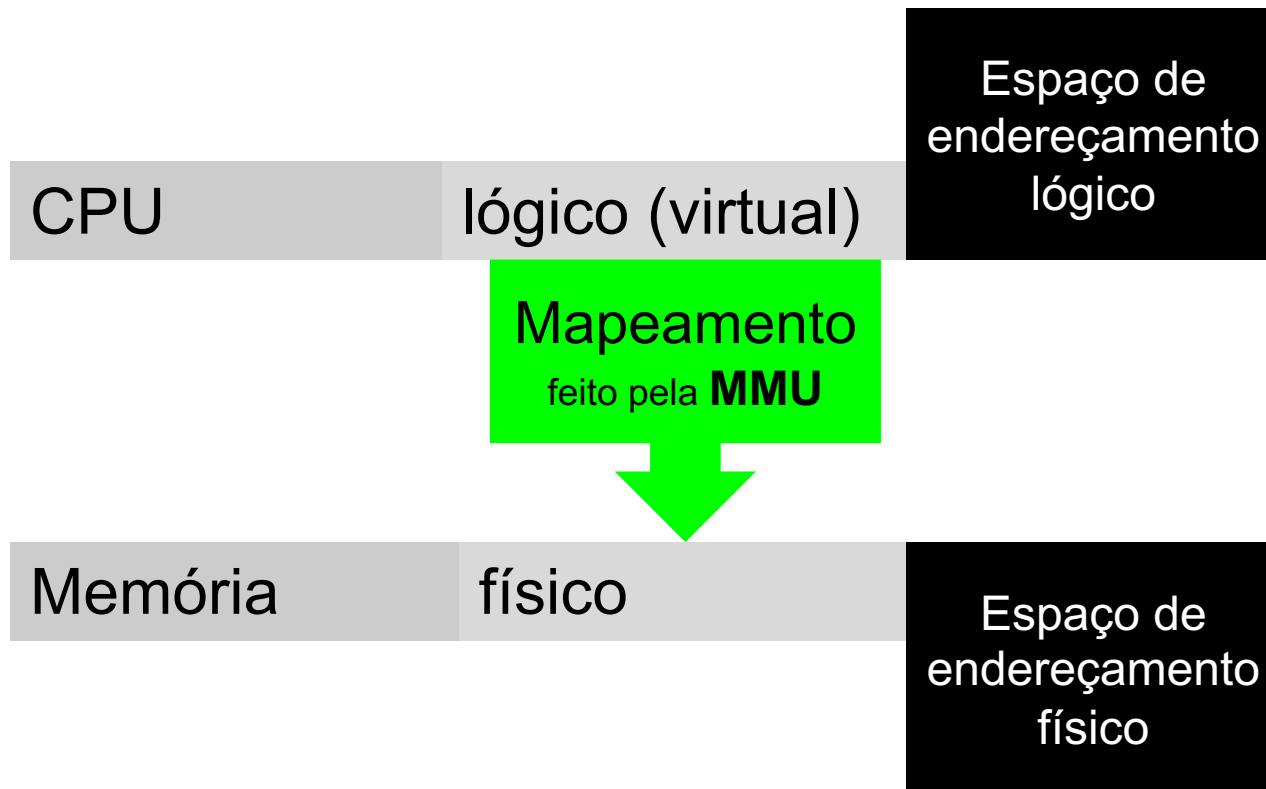 Espaço de
endereçamento
lógico
CPU
lógico (virtual)
Mapeamento
feito pela MMU
Memória
físico
Espaço de
endereçamento
físico